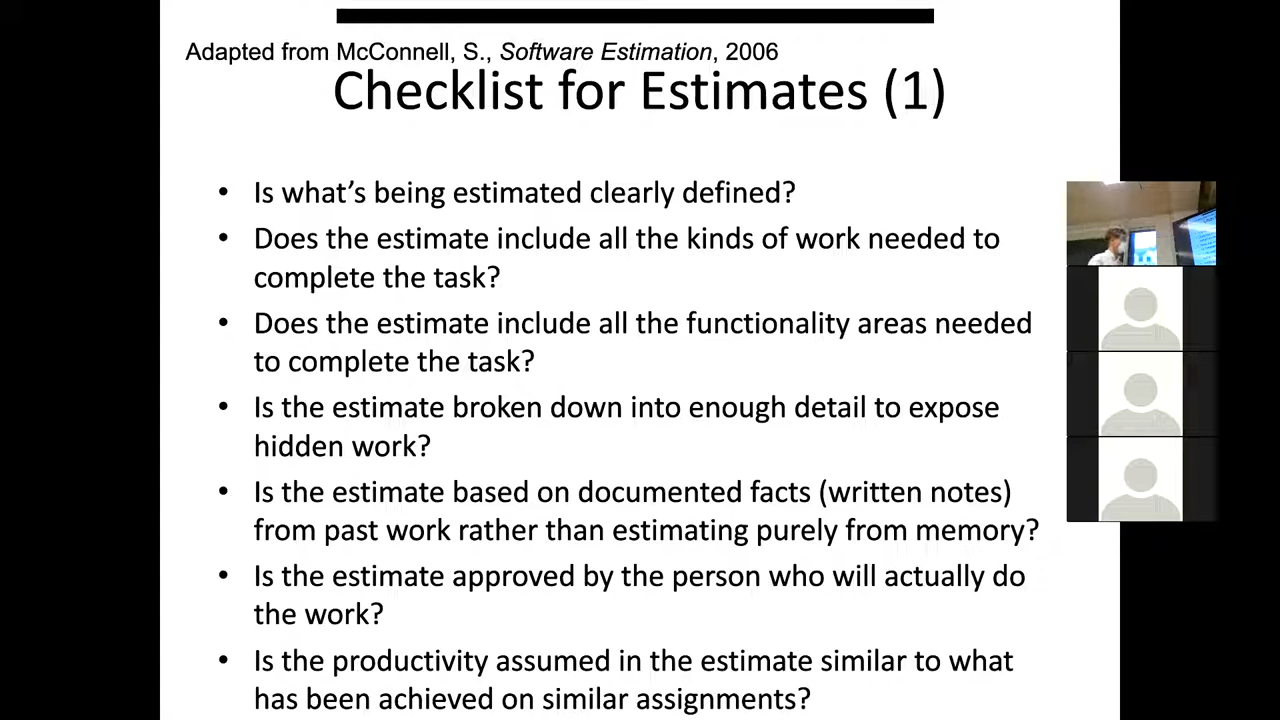 Adapted from McConnell, S., Software Estimation, 2006
Checklist for Estimates (1)
• Is what’s being estimated clearly defined?
• Does the estimate include all the kinds of work needed to
complete the task?
• Does the estimate include all the functionality areas needed
to complete the task?
• Is the estimate broken down into enough detail to expose
hidden work?
• Is the estimate based on documented facts (written notes)
from past work rather than estimating purely from memory?
• Is the estimate approved by the person who will actually do
the work?
• Is the productivity assumed in the estimate similar to what
has been achieved on similar assignments?